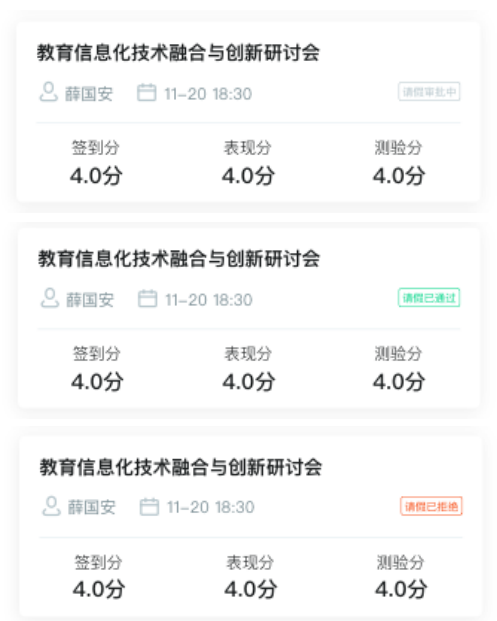 教育信息化技术融合与创新研讨会
薛国安 11-20 18:30 请假审批中
签到分 表现分 测验分
4.0分 4.0分 4.0分
教育信息化技术融合与创新研讨会
薛国安 11-20 18:30 请假已通过
签到分 表现分 测验分
4.0分 4.0分 4.0分
教育信息化技术融合与创新研讨会
薛国安 11-20 18:30 请假已拒绝
签到分 表现分 测验分
4.0分 4.0分 4.0分